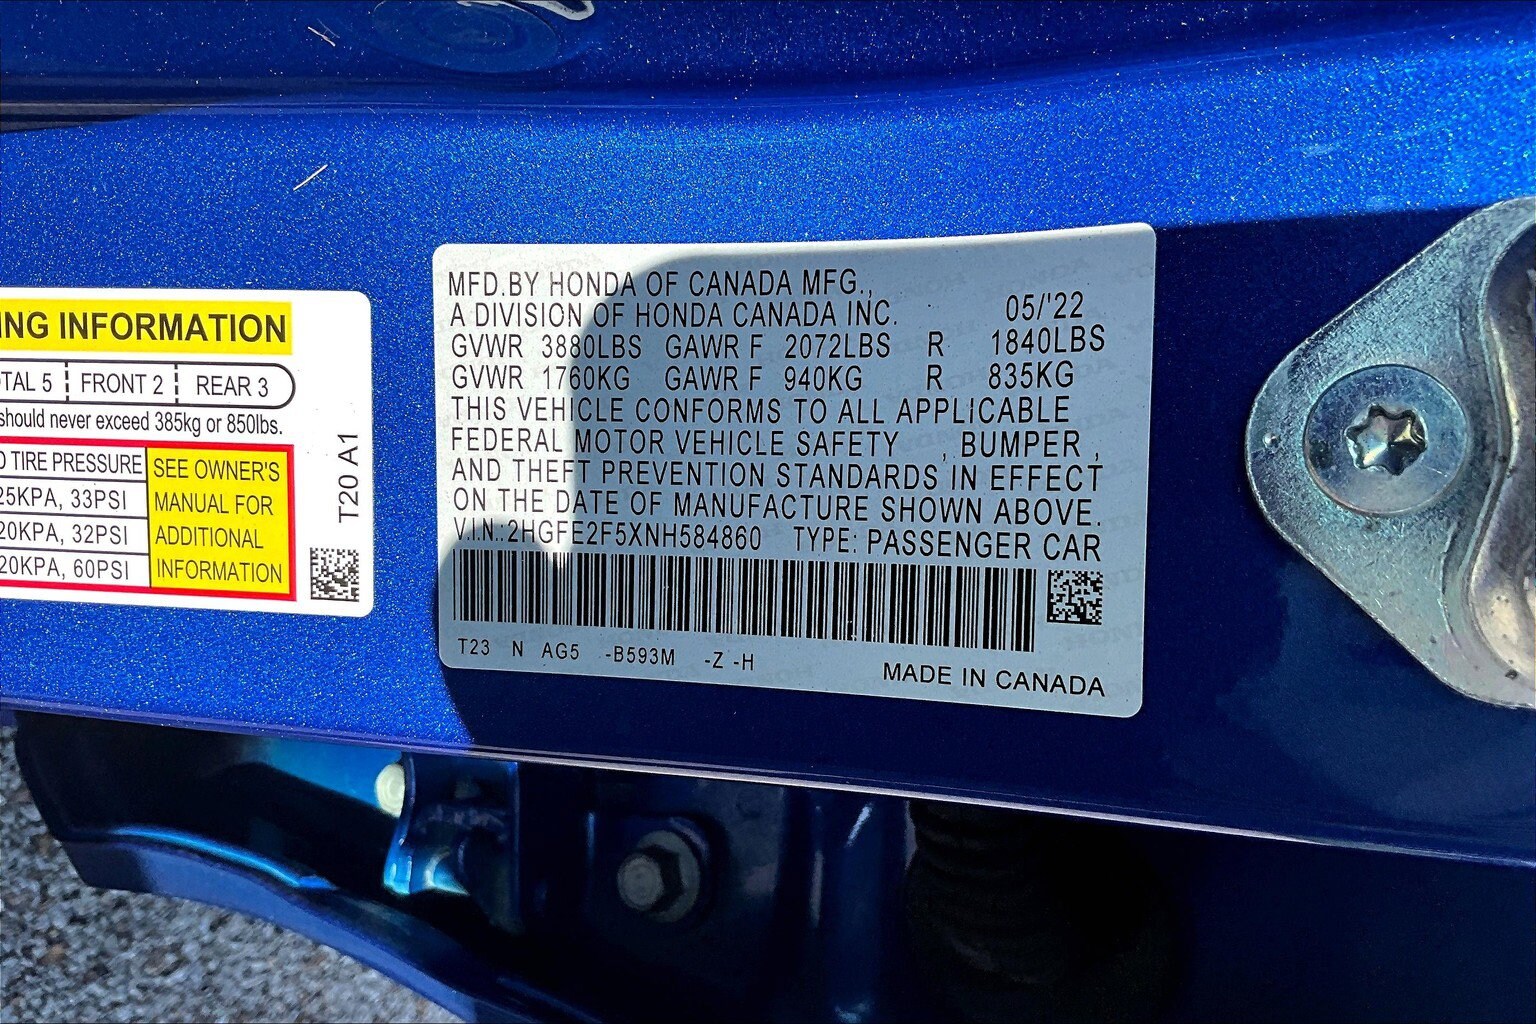 NG INFORMATION
TAL 5 FRONT 2 REAR 3
should never exceed 385kg or 850lbs.
TIRE PRESSURE
25KPA, 33PSI
20KPA, 32PSI
20KPA, 60PSI
SEE OWNER'S
MANUAL FOR
ADDITIONAL
INFORMATION
T20 A1
MFD.BY HONDA OF CANADA MFG.,
A DIVISION OF HONDA CANADA INC. 05/'22
GVWR 3880LBS GAWR F 2072LBS R 1840LBS
GVWR 1760KG GAWR F 940KG R 835KG
THIS VEHICLE CONFORMS TO ALL APPLICABLE
FEDERAL MOTOR VEHICLE SAFETY , BUMPER ,
AND THEFT PREVENTION STANDARDS IN EFFECT
ON THE DATE OF MANUFACTURE SHOWN ABOVE.
V.I.N.:2HGFE2F5XNH584860 TYPE: PASSENGER CAR
T23 N AG5 -B593M -Z -H
MADE IN CANADA